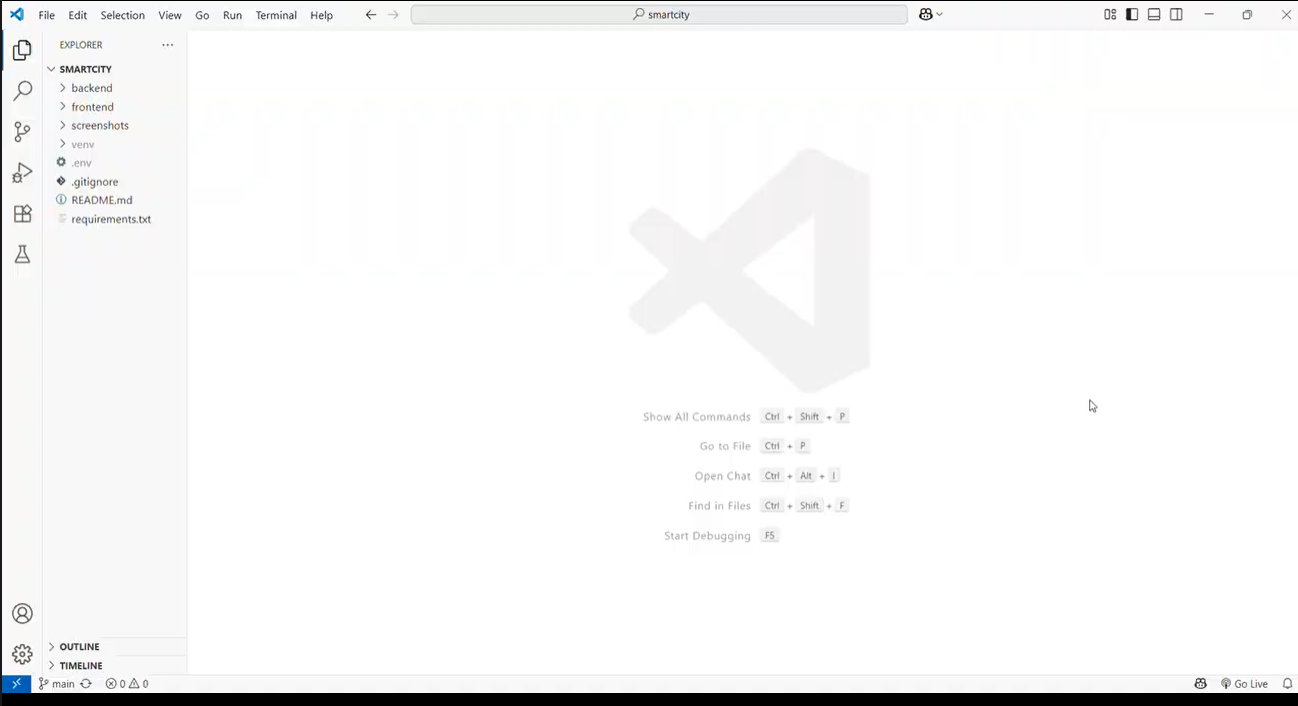 File Edit Selection View Go Run Terminal Help smartcity
EXPLORER
SMARTCITY
backend
frontend
screenshots
venv
.env
.gitignore
README.md
requirements.txt
Show All Commands Ctrl + Shift + P
Go to File Ctrl + P
Open Chat Ctrl + Alt + I
Find in Files Ctrl + Shift + F
Start Debugging F5
OUTLINE
TIMELINE
main 0 0 Go Live